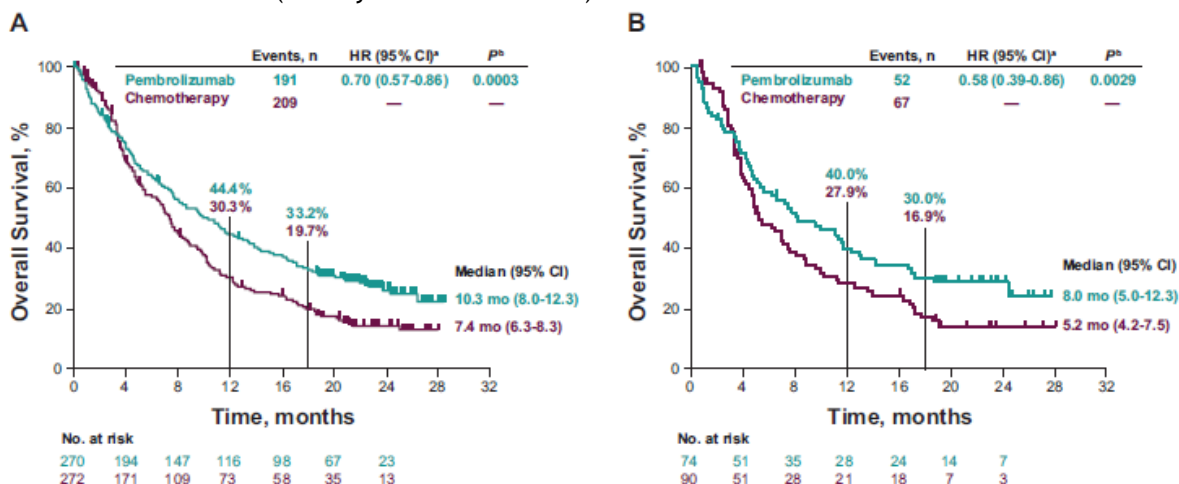 A
Events, n HR (95% CI)ᵃ Pᵇ
Pembrolizumab 191 0.70 (0.57-0.86) 0.0003
Chemotherapy 209 — —
Overall Survival, %
100
80
60
40
20
0
44.4%
30.3%
33.2%
19.7%
Median (95% CI)
10.3 mo (8.0-12.3)
7.4 mo (6.3-8.3)
0 4 8 12 16 20 24 28 32
Time, months
No. at risk
270 194 147 116 98 67 23
272 171 109 73 58 35 13
B
Events, n HR (95% CI)ᵃ Pᵇ
Pembrolizumab 52 0.58 (0.39-0.86) 0.0029
Chemotherapy 67 — —
Overall Survival, %
100
80
60
40
20
0
40.0%
27.9%
30.0%
16.9%
Median (95% CI)
8.0 mo (5.0-12.3)
5.2 mo (4.2-7.5)
0 4 8 12 16 20 24 28 32
Time, months
No. at risk
74 51 35 28 24 14 7
90 51 28 21 18 7 3